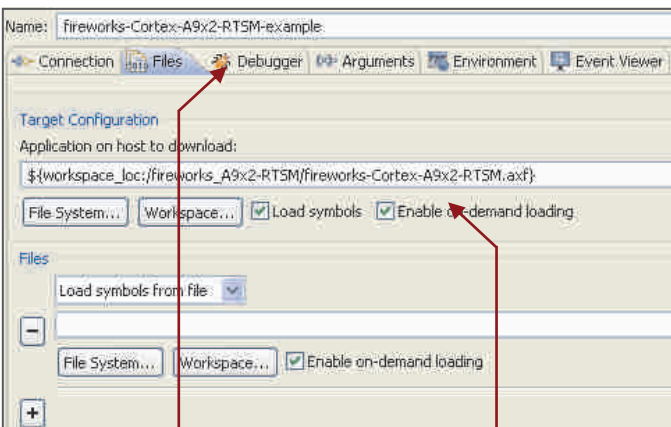 Name: fireworks-Cortex-A9x2-RTSM-example
Connection Files Debugger Arguments Environment Event Viewer
Target Configuration
Application on host to download:
${workspace_loc:/fireworks_A9x2-RTSM/fireworks-Cortex-A9x2-RTSM.axf}
File System... Workspace... Load symbols Enable on-demand loading
Files
Load symbols from file
File System... Workspace... Enable on-demand loading